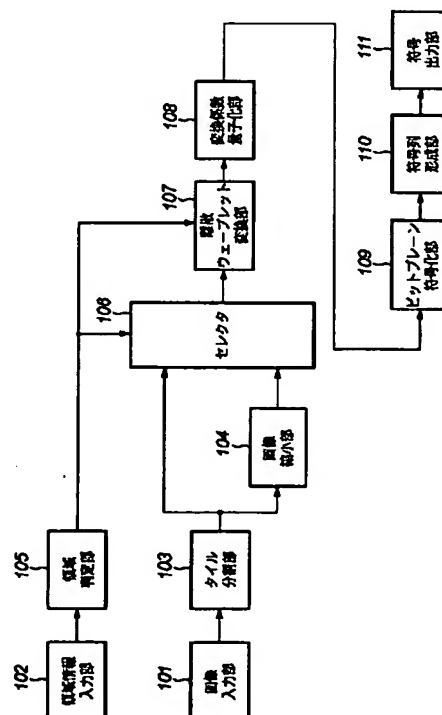 102
領域情報
入力部
105
領域
判定部
101
画像
入力部
103
タイル
分割部
104
画像
縮小部
106
セレクタ
107
離散
ウェーブレット
変換部
108
変換係数
量子化部
109
ビットプレーン
符号化部
110
符号列
形成部
111
符号
出力部